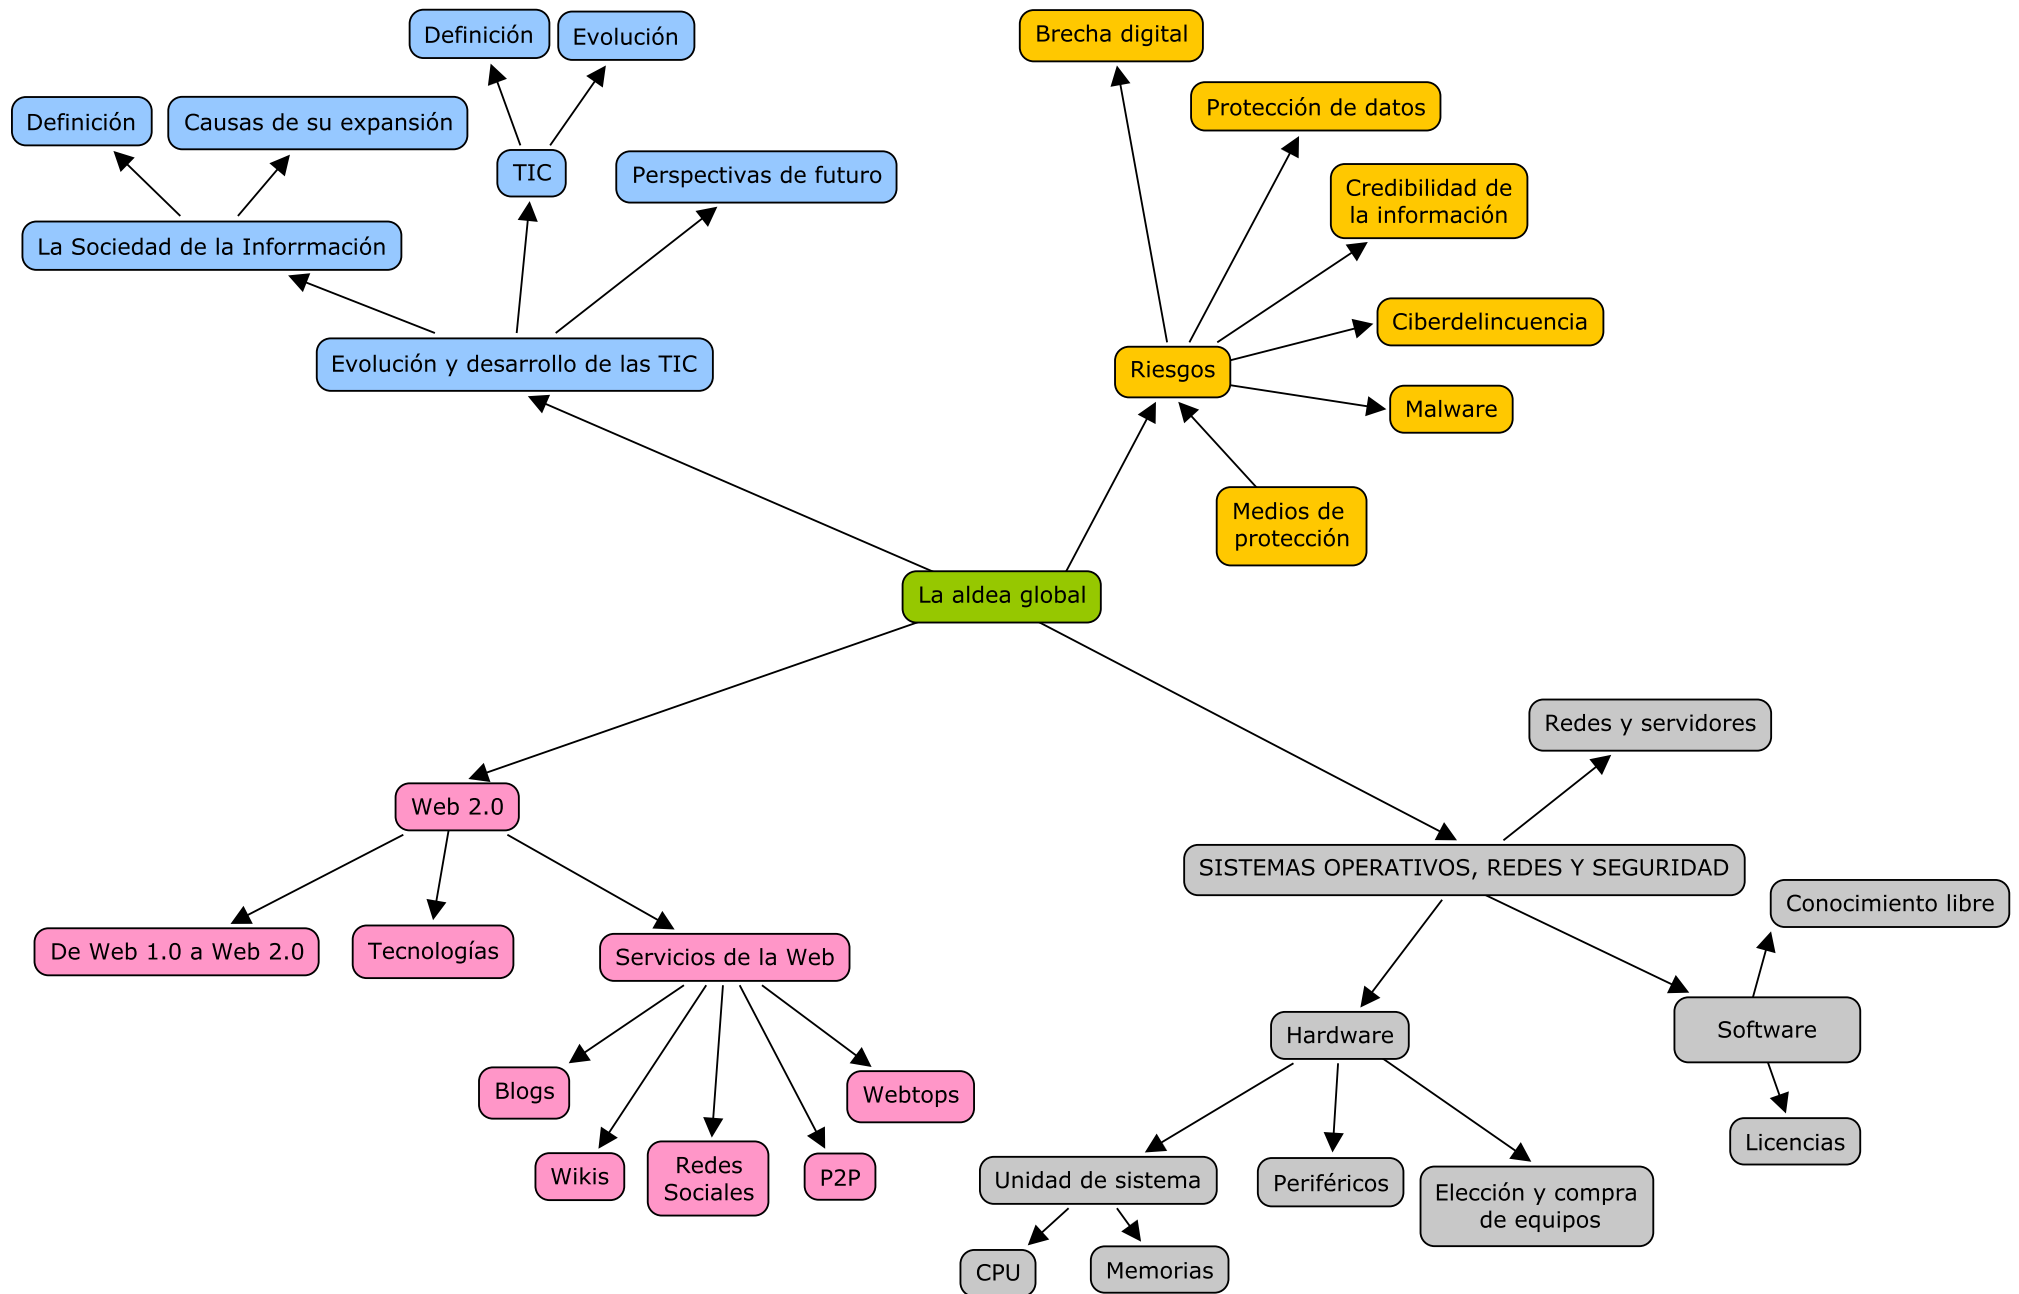 Definición
Evolución
Brecha digital
Definición
Causas de su expansión
Protección de datos
TIC
Perspectivas de futuro
Credibilidad de
la información
La Sociedad de la Inforrmación
Ciberdelincuencia
Evolución y desarrollo de las TIC
Riesgos
Malware
Medios de
protección
La aldea global
Redes y servidores
Web 2.0
SISTEMAS OPERATIVOS, REDES Y SEGURIDAD
Conocimiento libre
De Web 1.0 a Web 2.0
Tecnologías
Servicios de la Web
Hardware
Software
Blogs
Webtops
Licencias
Wikis
Redes
Sociales
P2P
Unidad de sistema
Periféricos
Elección y compra
de equipos
CPU
Memorias